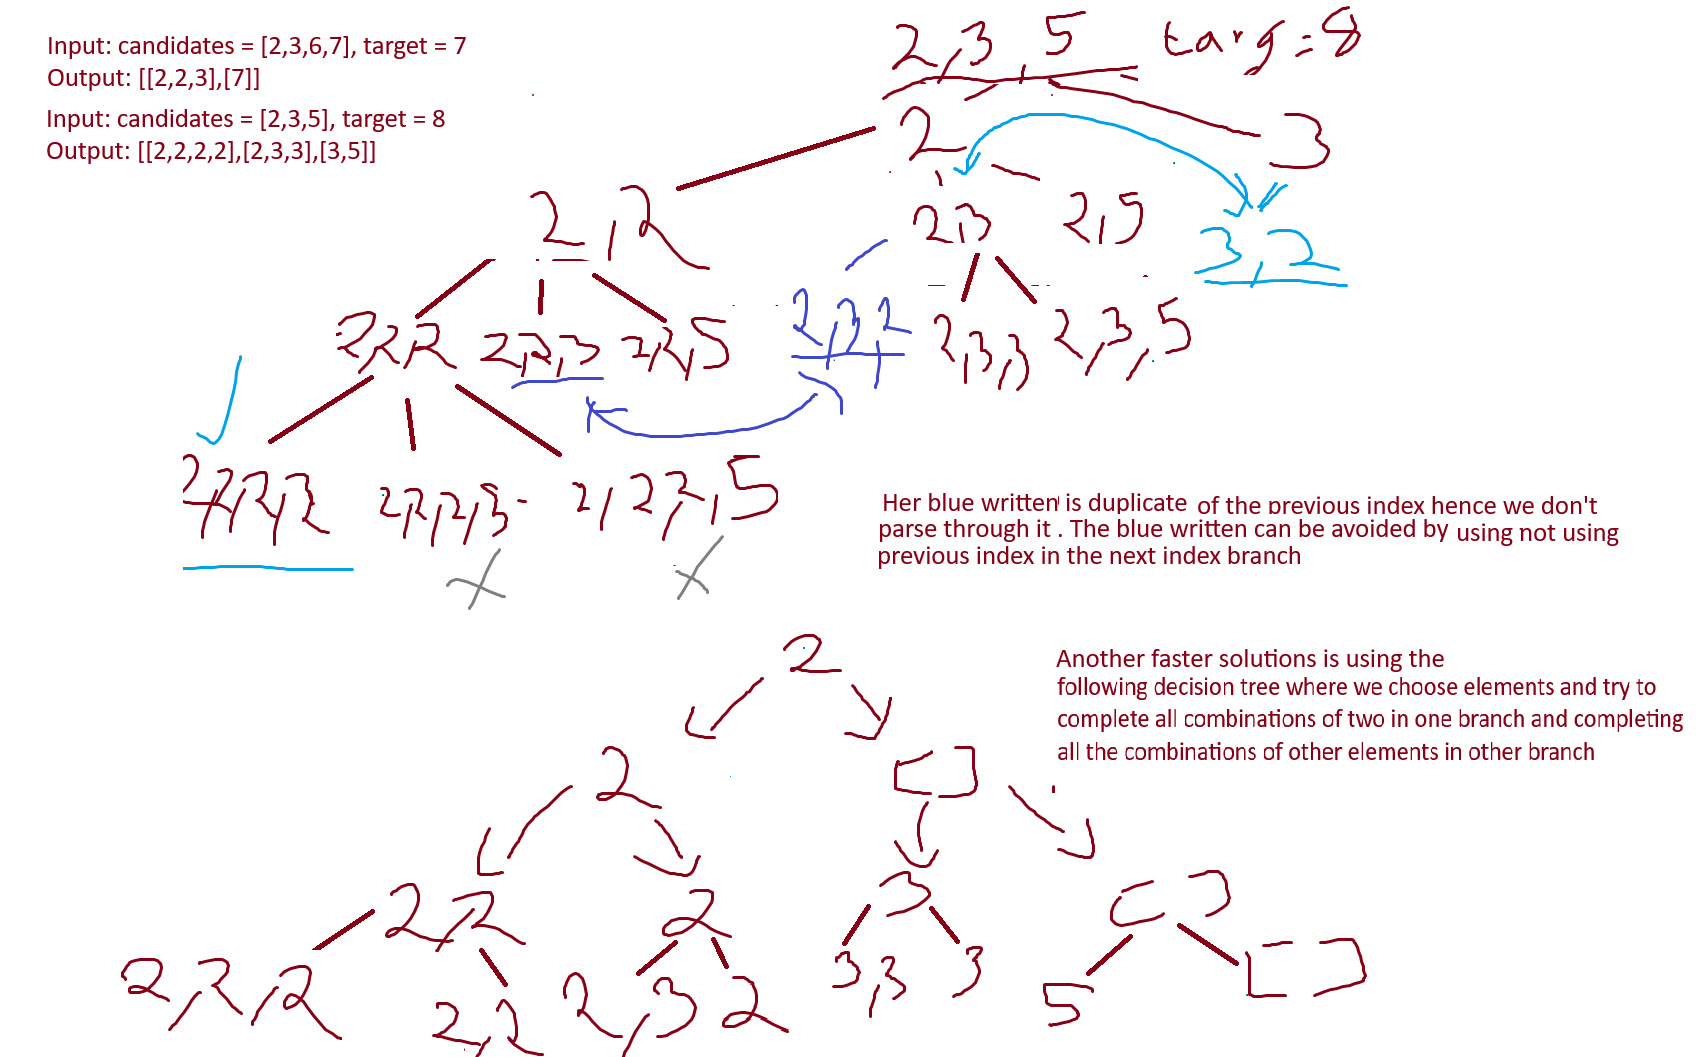 Input: candidates = [2,3,6,7], target = 7
Output: [[2,2,3],[7]]
Input: candidates = [2,3,5], target = 8
Output: [[2,2,2,2],[2,3,3],[3,5]]
2,3,5 targ=8
2 3
2,2 2,3 2,5 3,2
2,2,2 2,2,3 2,2,5 2,3,2 2,3,3 2,3,5
2,2,2,2 2,2,2,3 2,2,2,5
Her blue written is duplicate of the previous index hence we don't
parse through it . The blue written can be avoided by using not using
previous index in the next index branch
2
Another faster solutions is using the
following decision tree where we choose elements and try to
complete all combinations of two in one branch and completing
all the combinations of other elements in other branch
2 []
2,2 2 3 []
2,2,2 2,2 2,3 2 3,3 3 5 []